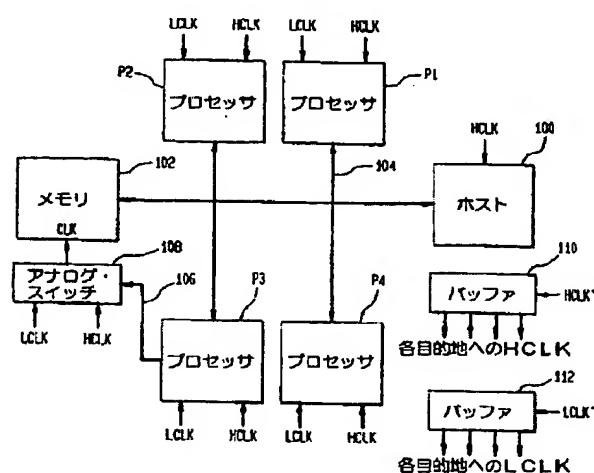 LCLK HCLK LCLK HCLK
P2 P1
プロセッサ プロセッサ
HCLK 100
102
104
メモリ ホスト
CLK
108
アナログ・スイッチ
106
110
バッファ HCLK'
LCLK HCLK
P3 P4
プロセッサ プロセッサ
各目的地へのHCLK
112
バッファ LCLK'
LCLK HCLK LCLK HCLK
各目的地へのLCLK